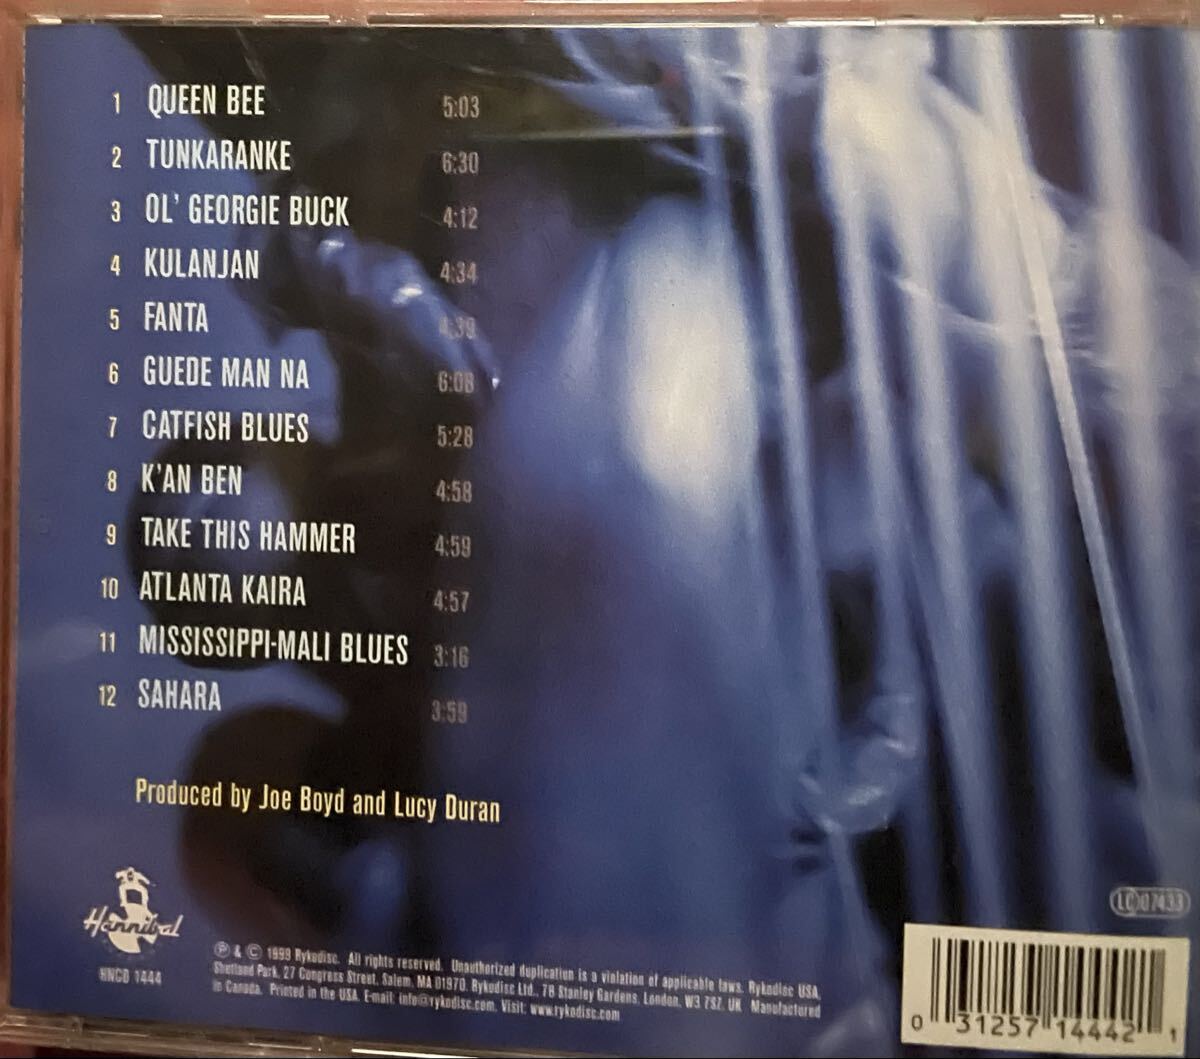 1 QUEEN BEE 5:03
2 TUNKARANKE 6:30
3 OL' GEORGIE BUCK 4:12
4 KULANJAN 4:34
5 FANTA 4:39
6 GUEDE MAN NA 6:08
7 CATFISH BLUES 5:28
8 K'AN BEN 4:58
9 TAKE THIS HAMMER 4:59
10 ATLANTA KAIRA 4:57
11 MISSISSIPPI-MALI BLUES 3:16
12 SAHARA 3:59
Produced by Joe Boyd and Lucy Duran
Hannibal
HNCD 1444
℗ & © 1999 Rykodisc. All rights reserved. Unauthorized duplication is a violation of applicable laws. Rykodisc USA,
Shetland Park, 27 Congress Street, Salem, MA 01970. Rykodisc Ltd., 78 Stanley Gardens, London, W3 7SZ, UK Manufactured
in Canada. Printed in the USA. E-mail: info@rykodisc.com. Visit: www.rykodisc.com
LC 07433
0 31257 14442 1